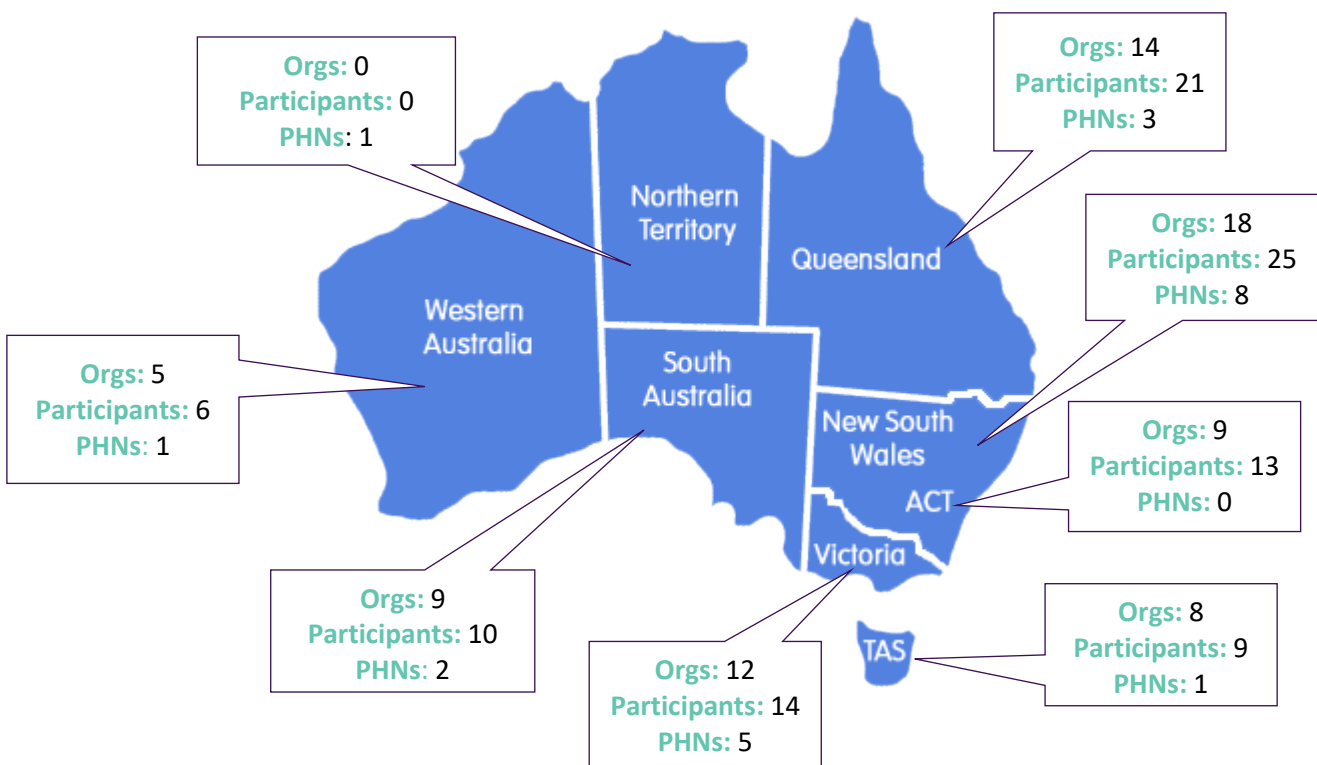 Orgs: 0
Participants: 0
PHNs: 1
Orgs: 14
Participants: 21
PHNs: 3
Northern
Territory
Queensland
Orgs: 18
Participants: 25
PHNs: 8
Western
Australia
South
Australia
Orgs: 5
Participants: 6
PHNs: 1
New South
Wales
ACT
Orgs: 9
Participants: 13
PHNs: 0
Victoria
Orgs: 9
Participants: 10
PHNs: 2
Orgs: 12
Participants: 14
PHNs: 5
TAS
Orgs: 8
Participants: 9
PHNs: 1